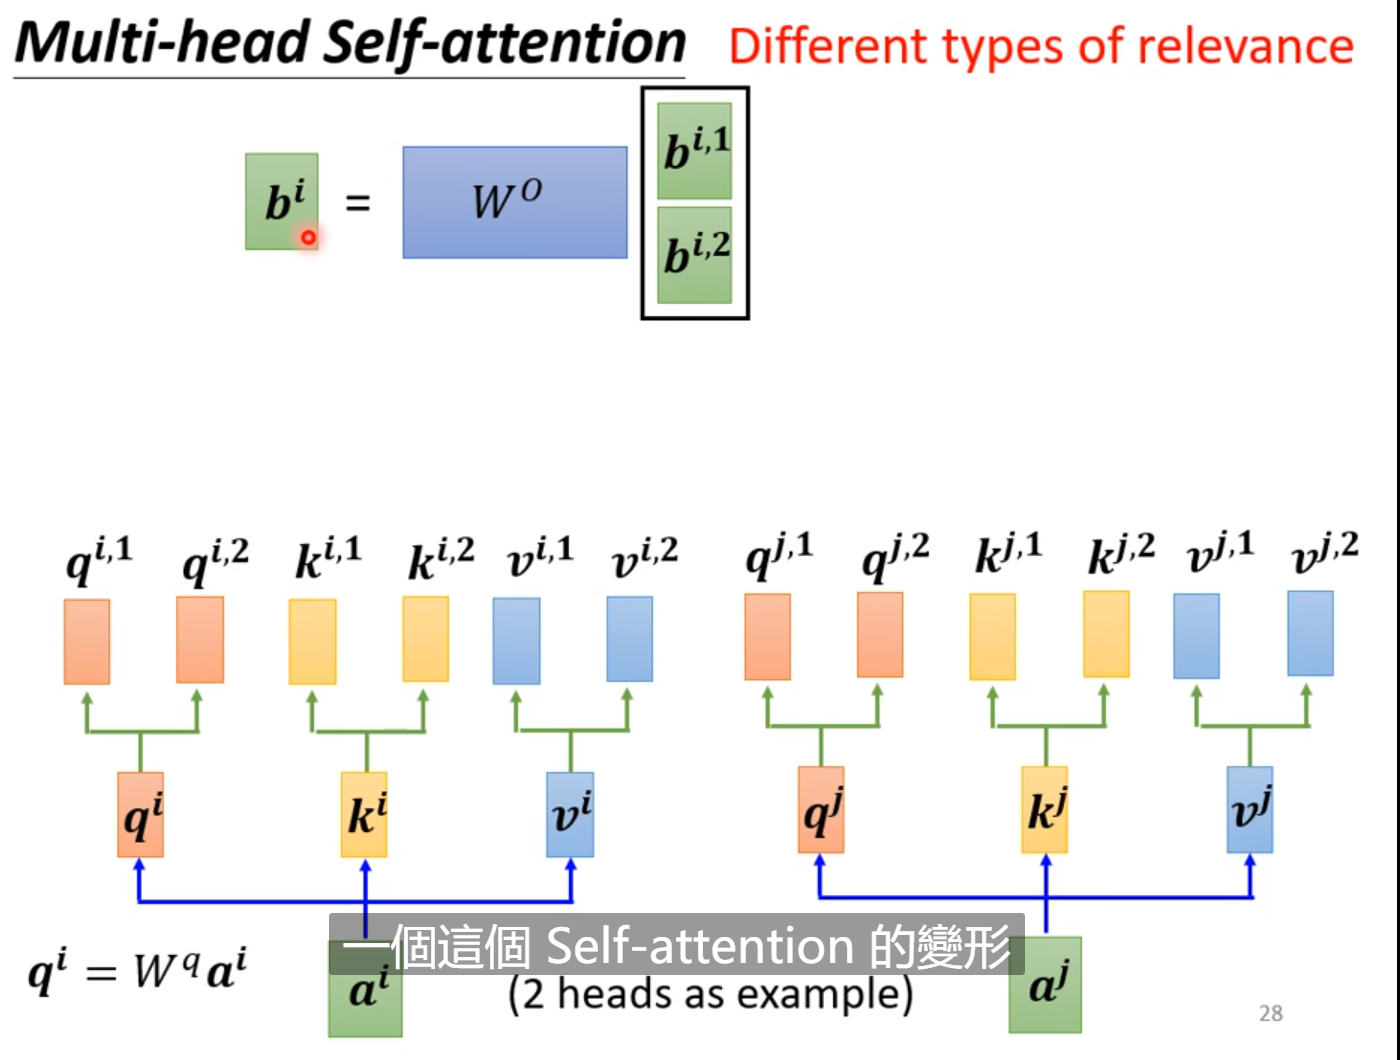 Multi-head Self-attention Different types of relevance
b^{i,1}
b^i = W^O
b^{i,2}
q^{i,1} q^{i,2} k^{i,1} k^{i,2} v^{i,1} v^{i,2} q^{j,1} q^{j,2} k^{j,1} k^{j,2} v^{j,1} v^{j,2}
q^i k^i v^i q^j k^j v^j
一個這個 Self-attention 的變形
q^i = W^q a^i a^i (2 heads as example) a^j
28